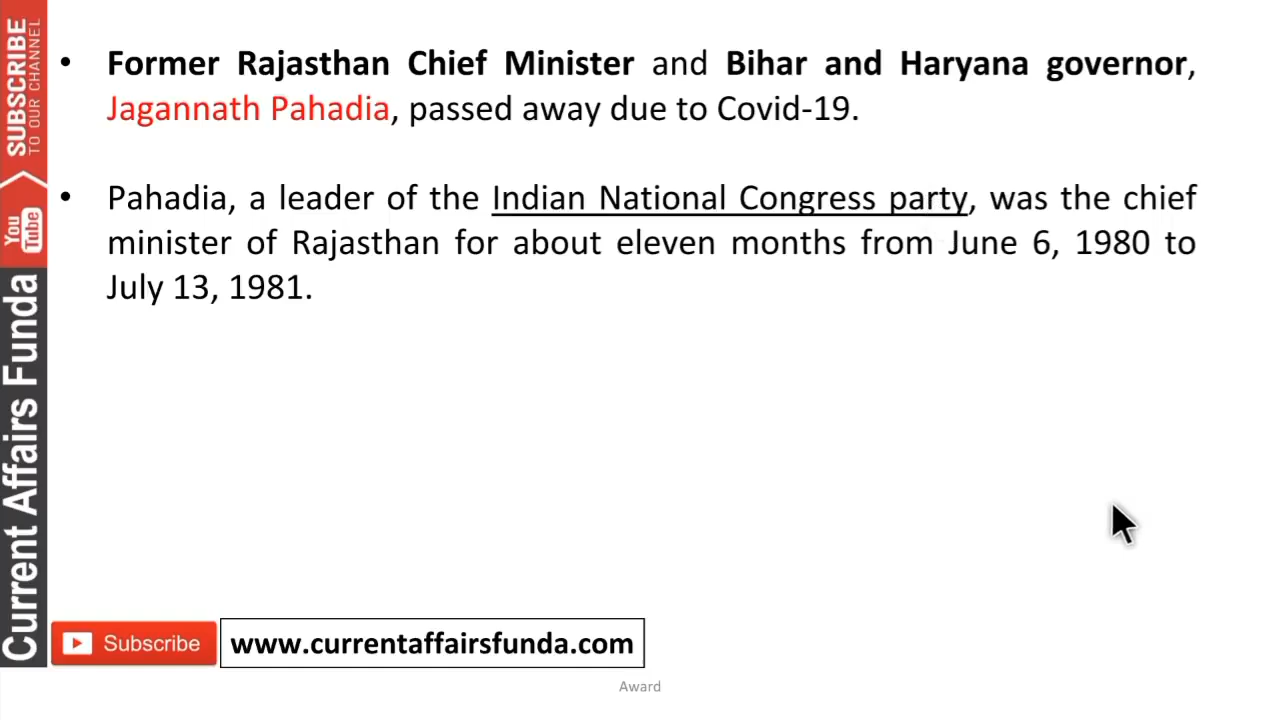 SUBSCRIBE
TO OUR CHANNEL
You
Tube
Current Affairs Funda
• Former Rajasthan Chief Minister and Bihar and Haryana governor,
Jagannath Pahadia, passed away due to Covid-19.
• Pahadia, a leader of the Indian National Congress party, was the chief
minister of Rajasthan for about eleven months from June 6, 1980 to
July 13, 1981.
Subscribe
www.currentaffairsfunda.com
Award